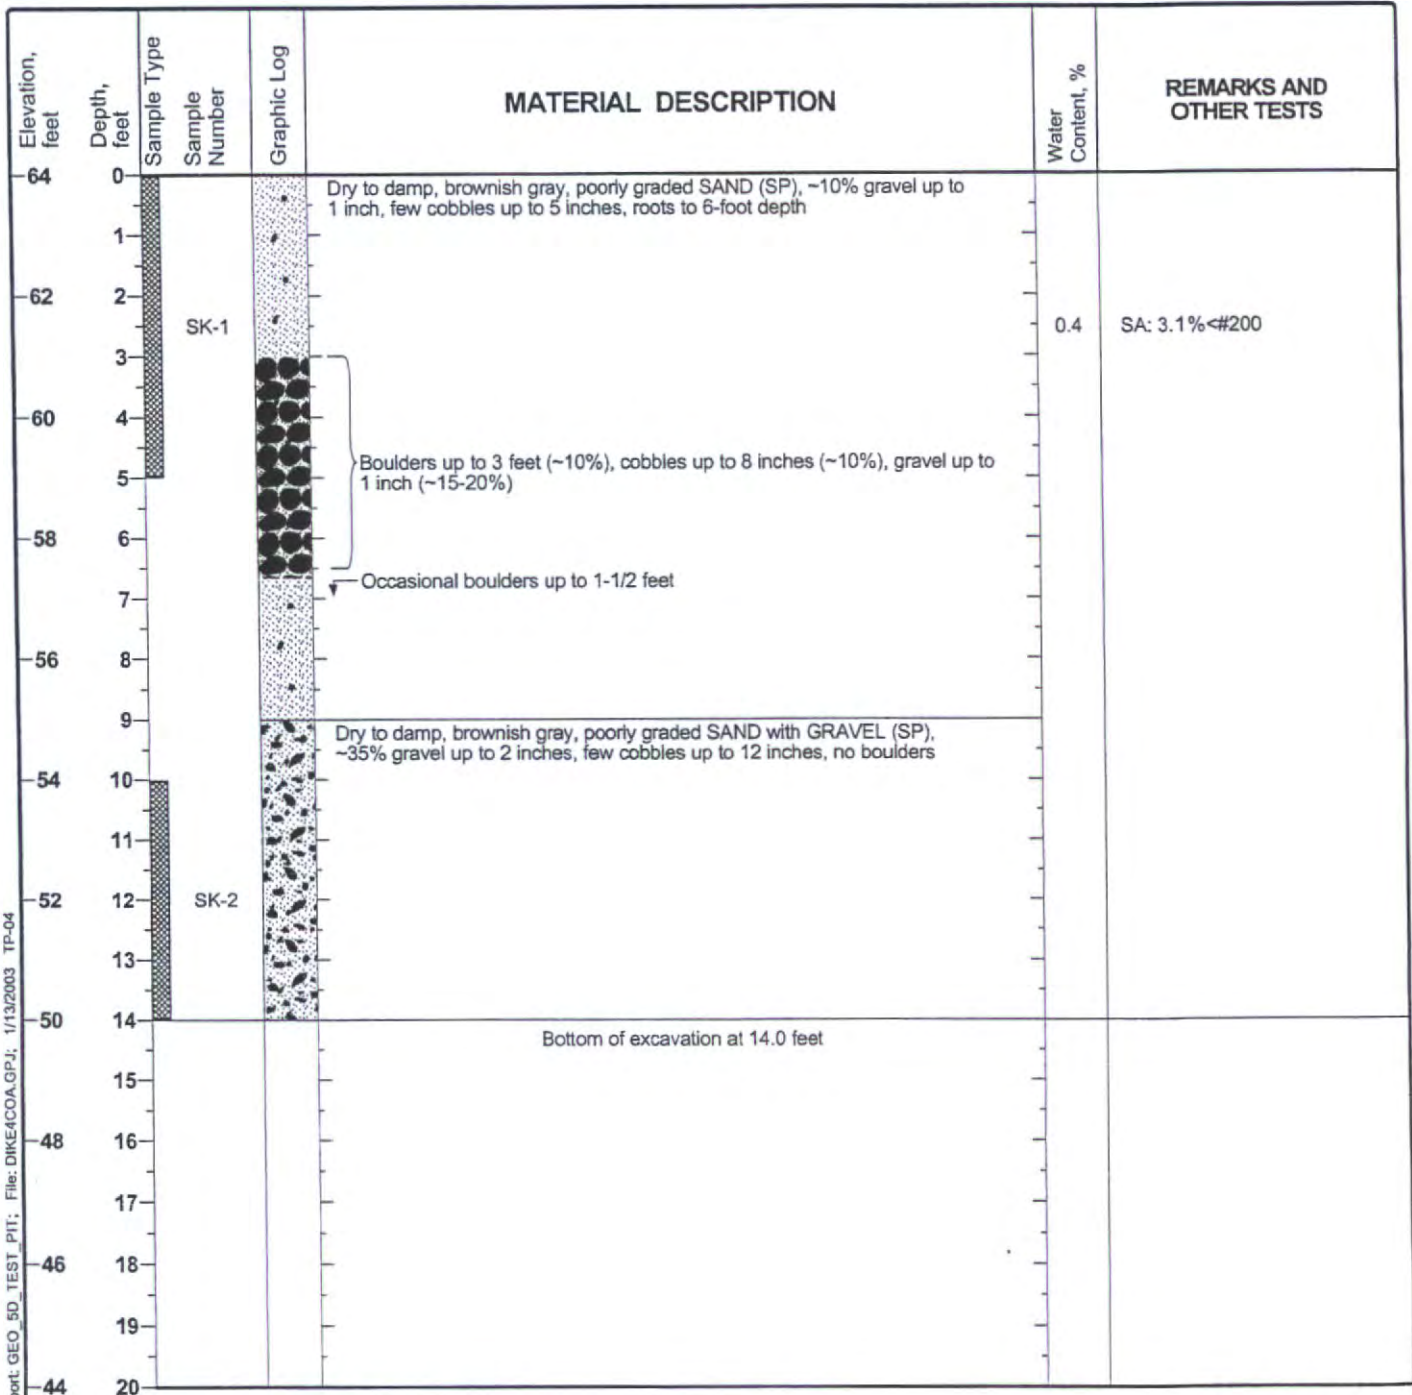 Elevation, feet
Depth, feet
Sample Type
Sample Number
Graphic Log
MATERIAL DESCRIPTION
Water Content, %
REMARKS AND
OTHER TESTS
64
0
Dry to damp, brownish gray, poorly graded SAND (SP), ~10% gravel up to
1 inch, few cobbles up to 5 inches, roots to 6-foot depth
1
62
2
SK-1
0.4
SA: 3.1%<#200
3
60
4
Boulders up to 3 feet (~10%), cobbles up to 8 inches (~10%), gravel up to
1 inch (~15-20%)
5
58
6
Occasional boulders up to 1-1/2 feet
7
56
8
9
Dry to damp, brownish gray, poorly graded SAND with GRAVEL (SP),
~35% gravel up to 2 inches, few cobbles up to 12 inches, no boulders
54
10
11
52
12
SK-2
13
50
14
Bottom of excavation at 14.0 feet
15
48
16
17
46
18
19
44
20
port: GEO_5D_TEST_PIT; File: DIKE4COA.GPJ; 1/13/2003 TP-04